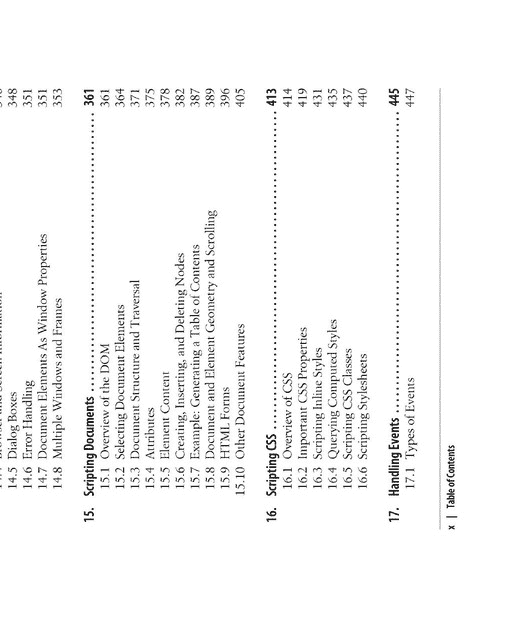 14.5 Dialog Boxes 348
14.6 Error Handling 351
14.7 Document Elements As Window Properties 351
14.8 Multiple Windows and Frames 353
15. Scripting Documents . . . . . . . . . . . . . . . . . . . . . . . . . . . . . . . . . . . . . . . . . . . . . . . . . . . . . 361
15.1 Overview of the DOM 361
15.2 Selecting Document Elements 364
15.3 Document Structure and Traversal 371
15.4 Attributes 375
15.5 Element Content 378
15.6 Creating, Inserting, and Deleting Nodes 382
15.7 Example: Generating a Table of Contents 387
15.8 Document and Element Geometry and Scrolling 389
15.9 HTML Forms 396
15.10 Other Document Features 405
16. Scripting CSS . . . . . . . . . . . . . . . . . . . . . . . . . . . . . . . . . . . . . . . . . . . . . . . . . . . . . . . . . . . . 413
16.1 Overview of CSS 414
16.2 Important CSS Properties 419
16.3 Scripting Inline Styles 431
16.4 Querying Computed Styles 435
16.5 Scripting CSS Classes 437
16.6 Scripting Stylesheets 440
17. Handling Events . . . . . . . . . . . . . . . . . . . . . . . . . . . . . . . . . . . . . . . . . . . . . . . . . . . . . . . . . 445
17.1 Types of Events 447
x | Table of Contents